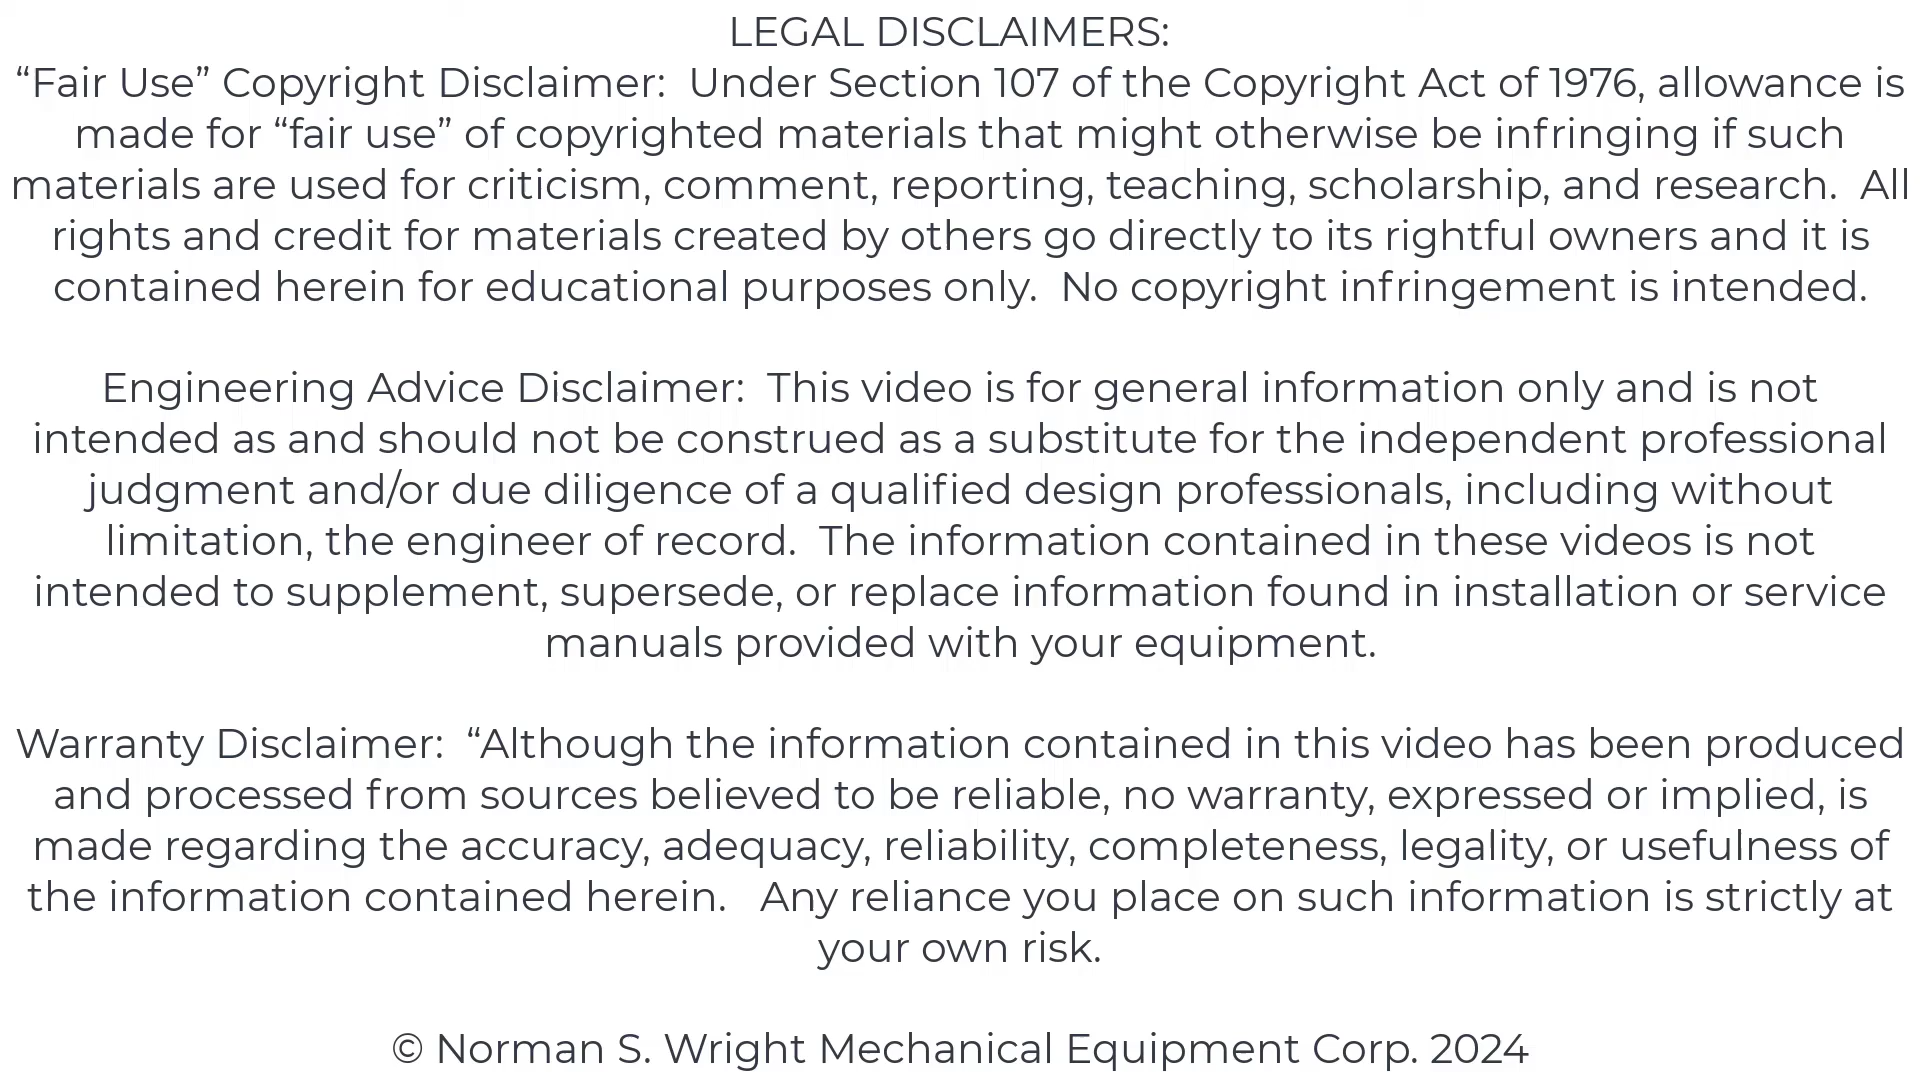 LEGAL DISCLAIMERS:
“Fair Use” Copyright Disclaimer:  Under Section 107 of the Copyright Act of 1976, allowance is
made for “fair use” of copyrighted materials that might otherwise be infringing if such
materials are used for criticism, comment, reporting, teaching, scholarship, and research.  All
rights and credit for materials created by others go directly to its rightful owners and it is
contained herein for educational purposes only.  No copyright infringement is intended.
Engineering Advice Disclaimer:  This video is for general information only and is not
intended as and should not be construed as a substitute for the independent professional
judgment and/or due diligence of a qualified design professionals, including without
limitation, the engineer of record.  The information contained in these videos is not
intended to supplement, supersede, or replace information found in installation or service
manuals provided with your equipment.
Warranty Disclaimer:  “Although the information contained in this video has been produced
and processed from sources believed to be reliable, no warranty, expressed or implied, is
made regarding the accuracy, adequacy, reliability, completeness, legality, or usefulness of
the information contained herein.   Any reliance you place on such information is strictly at
your own risk.
© Norman S. Wright Mechanical Equipment Corp. 2024